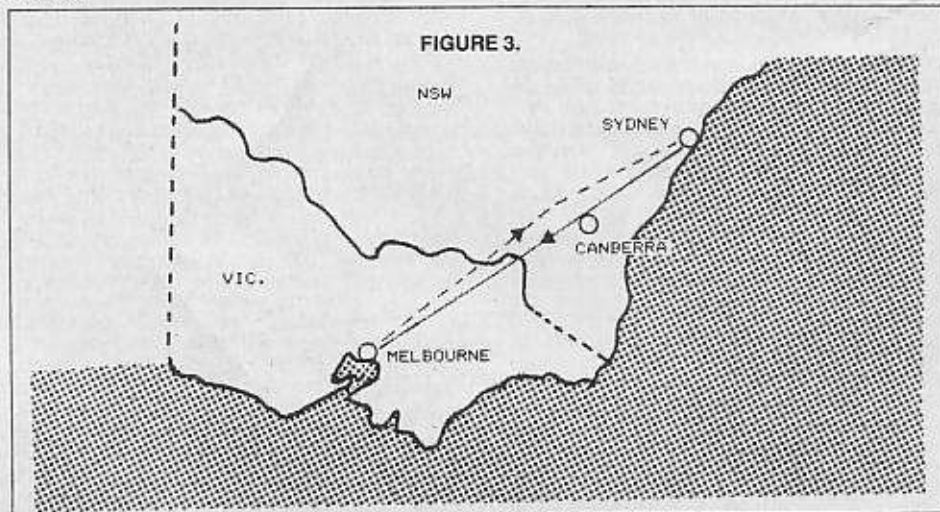 FIGURE 3.
NSW
SYDNEY
CANBERRA
VIC.
MELBOURNE